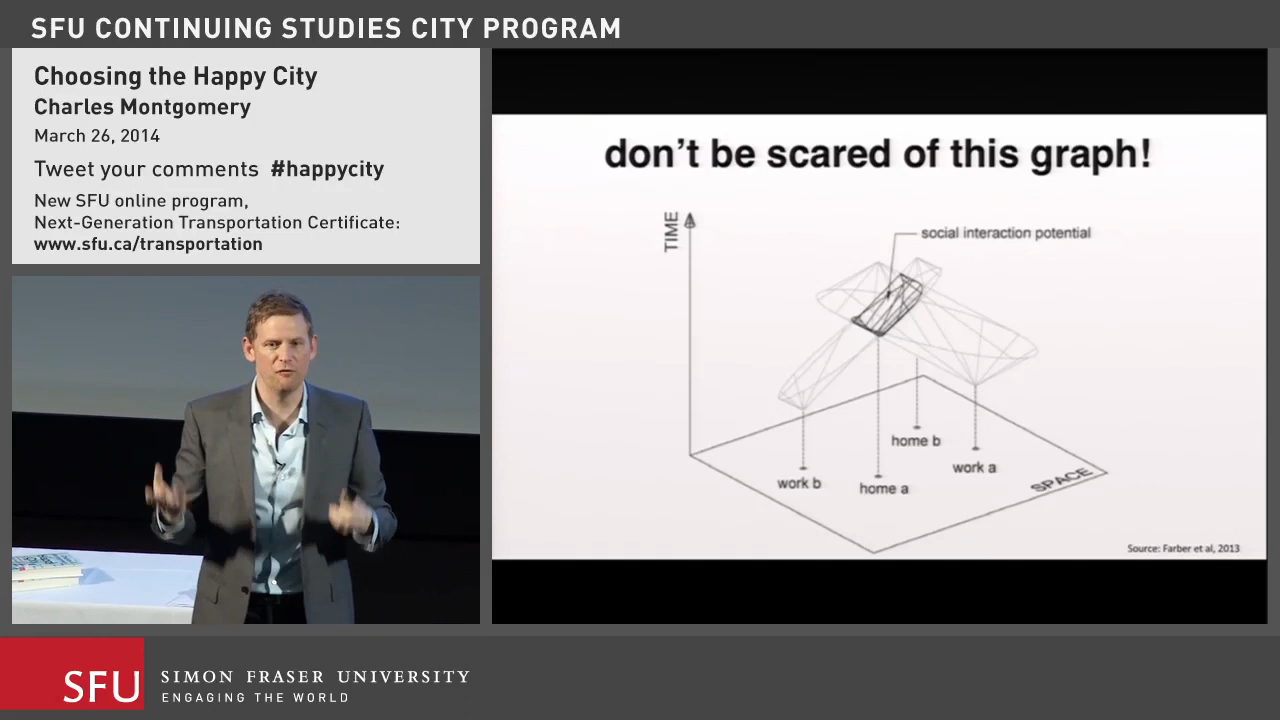 SFU CONTINUING STUDIES CITY PROGRAM
Choosing the Happy City
Charles Montgomery
March 26, 2014
Tweet your comments #happycity
New SFU online program,
Next-Generation Transportation Certificate:
www.sfu.ca/transportation
don't be scared of this graph!
TIME
social interaction potential
home b
work a
work b
home a
SPACE
Source: Farber et al, 2013
SFU
SIMON FRASER UNIVERSITY
ENGAGING THE WORLD